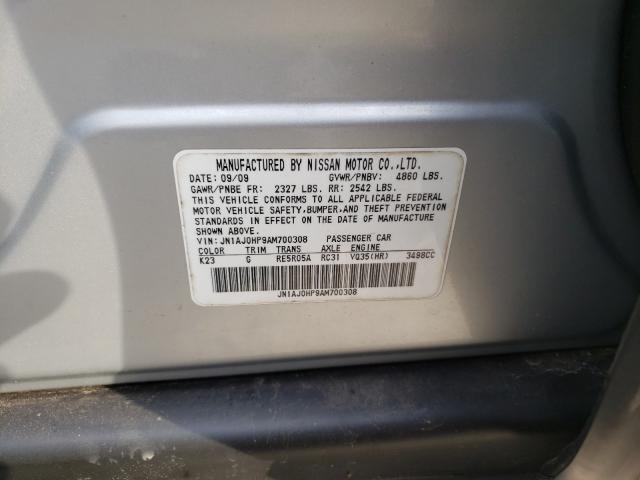 MANUFACTURED BY NISSAN MOTOR CO.,LTD.
DATE: 09/09 GVWR/PNBV: 4860 LBS.
GAWR/PNBE FR: 2327 LBS. RR: 2542 LBS.
THIS VEHICLE CONFORMS TO ALL APPLICABLE FEDERAL
MOTOR VEHICLE SAFETY, BUMPER, AND THEFT PREVENTION
STANDARDS IN EFFECT ON THE DATE OF MANUFACTURE
SHOWN ABOVE.
VIN: JN1AJ0HP9AM700308 PASSENGER CAR
COLOR TRIM TRANS AXLE ENGINE
K23 G RE5R05A RC31 VQ35(HR) 3498CC
JN1AJ0HP9AM700308